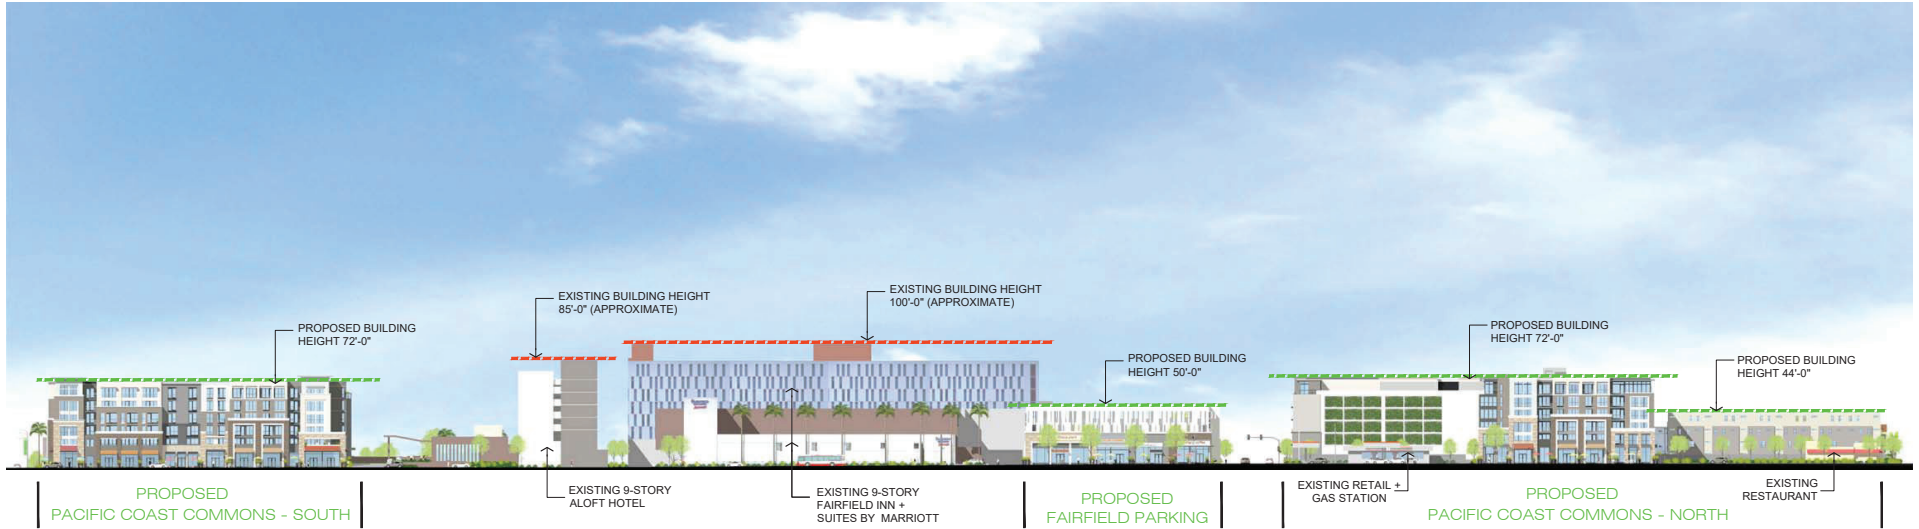 PROPOSED BUILDING
HEIGHT 72'-0"
EXISTING BUILDING HEIGHT
85'-0" (APPROXIMATE)
EXISTING BUILDING HEIGHT
100'-0" (APPROXIMATE)
PROPOSED BUILDING
HEIGHT 50'-0"
PROPOSED BUILDING
HEIGHT 72'-0"
PROPOSED BUILDING
HEIGHT 44'-0"
PROPOSED
PACIFIC COAST COMMONS - SOUTH
EXISTING 9-STORY
ALOFT HOTEL
EXISTING 9-STORY
FAIRFIELD INN +
SUITES BY MARRIOTT
PROPOSED
FAIRFIELD PARKING
EXISTING RETAIL +
GAS STATION
PROPOSED
PACIFIC COAST COMMONS - NORTH
EXISTING
RESTAURANT